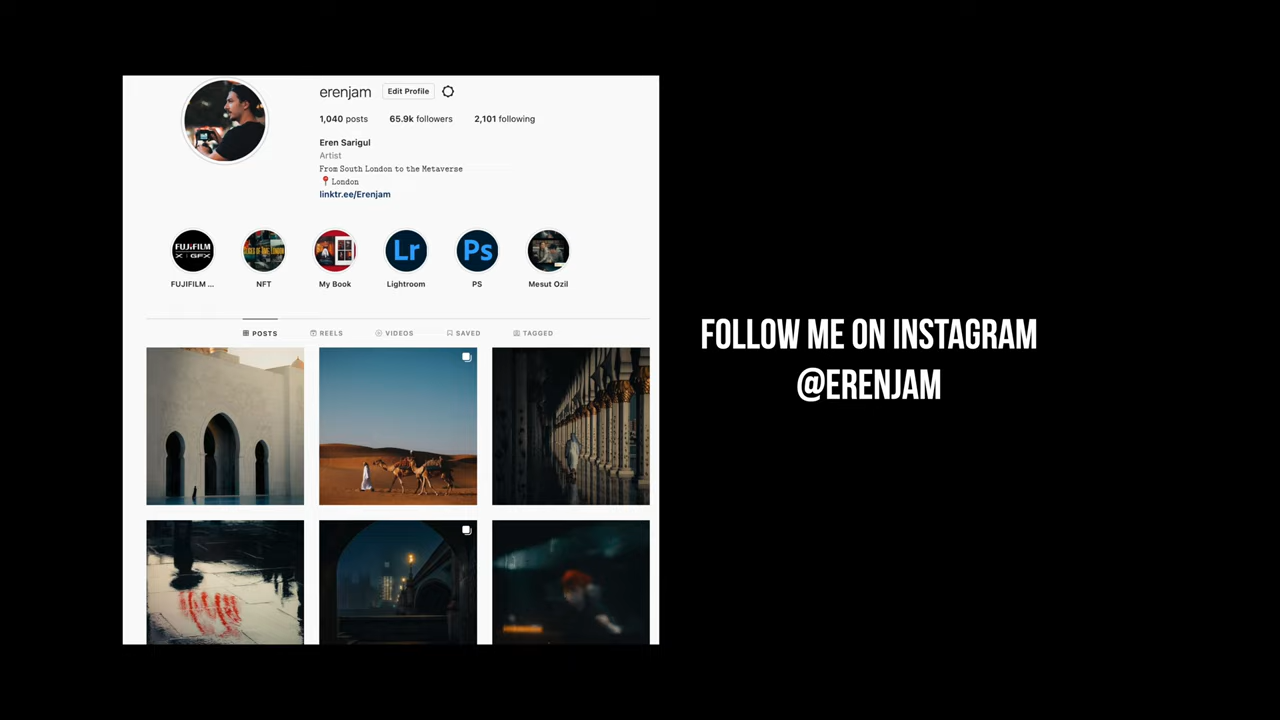 erenjam Edit Profile
1,040 posts 65.9k followers 2,101 following
Eren Sarigul
Artist
From South London to the Metaverse
London
linktr.ee/Erenjam
FUJIFILM
X GFX
Lr
Ps
FUJIFILM ... NFT My Book Lightroom PS Mesut Ozil
POSTS REELS VIDEOS SAVED TAGGED
FOLLOW ME ON INSTAGRAM
@ERENJAM